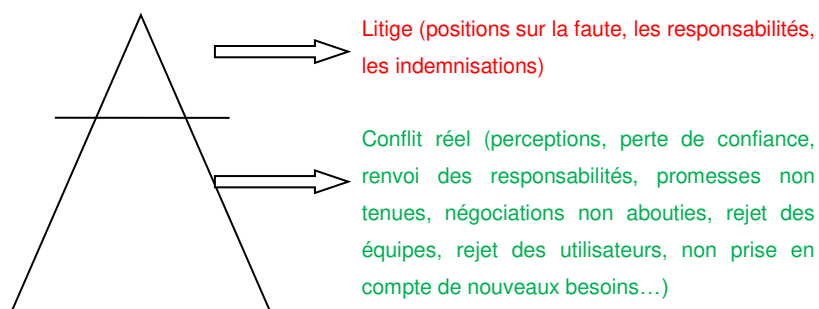 Litige (positions sur la faute, les responsabilités,
les indemnisations)
Conflit réel (perceptions, perte de confiance,
renvoi des responsabilités, promesses non
tenues, négociations non abouties, rejet des
équipes, rejet des utilisateurs, non prise en
compte de nouveaux besoins…)